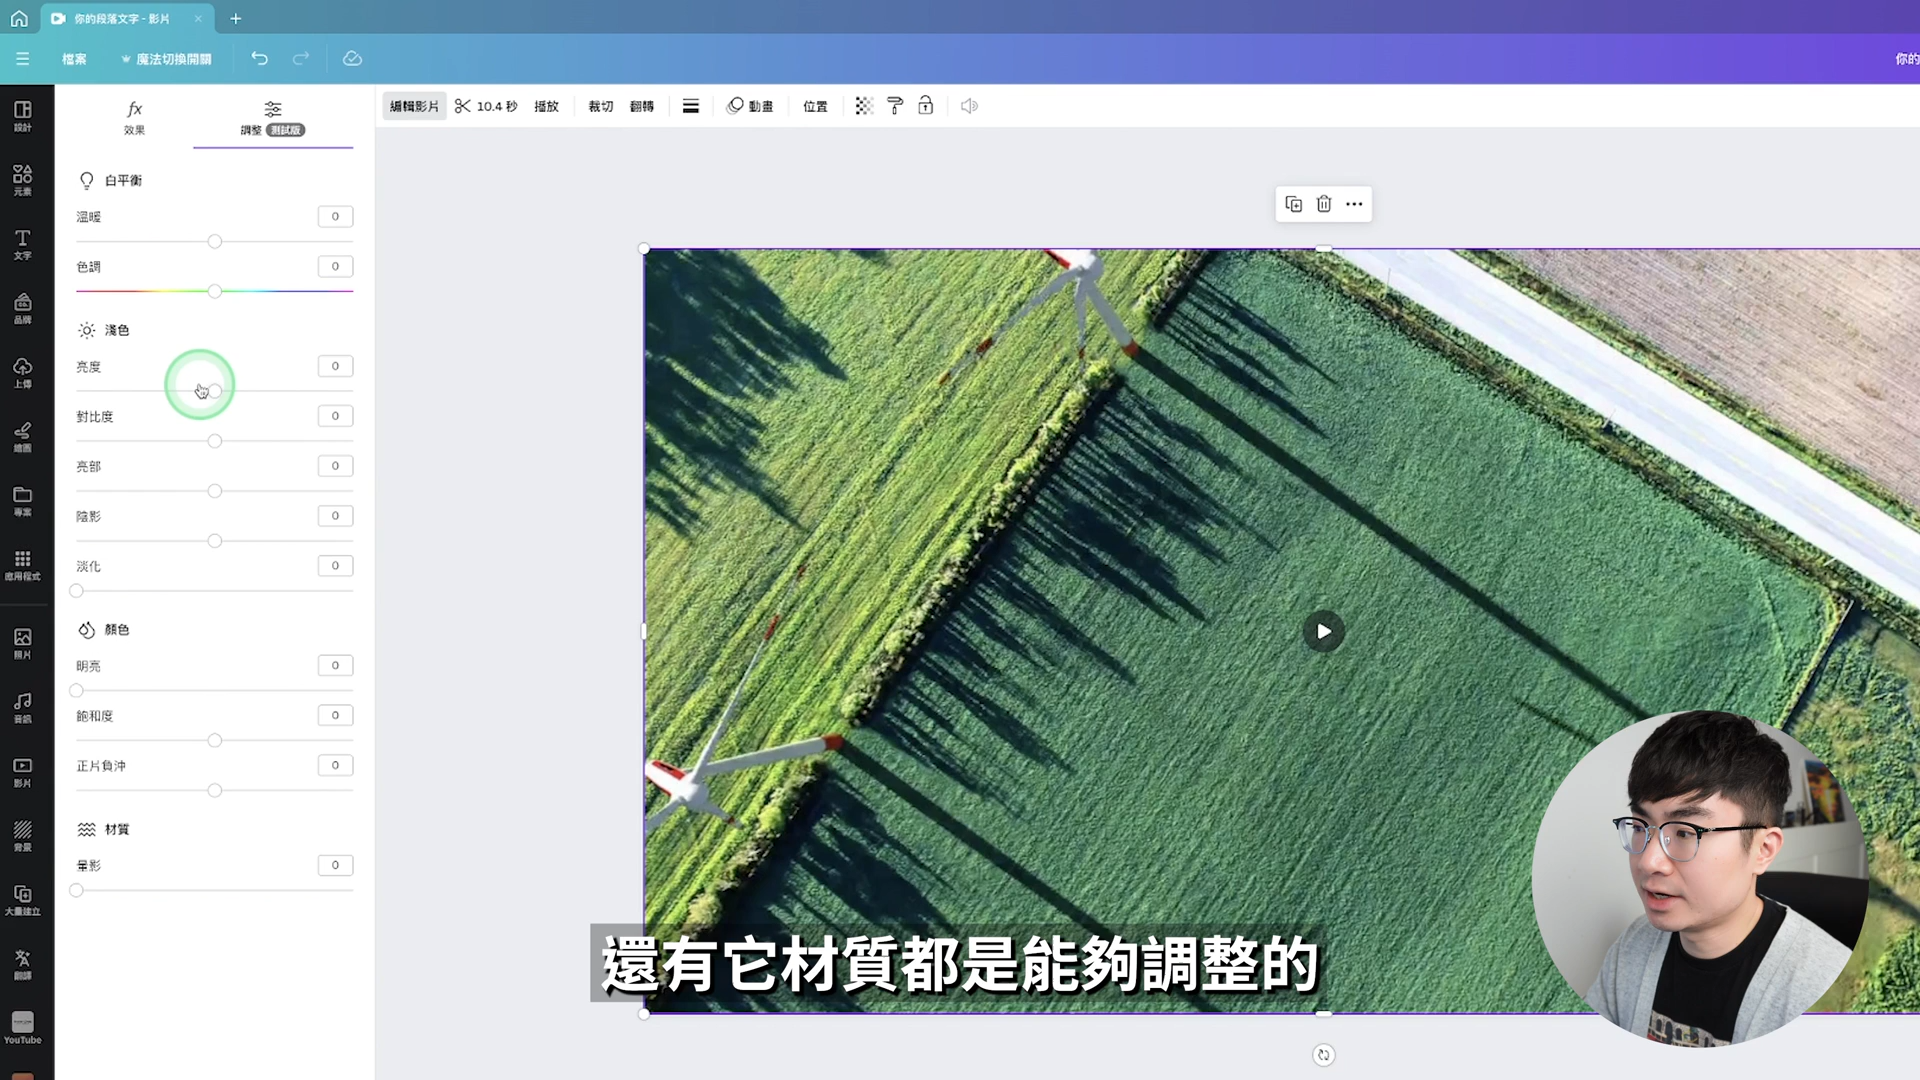 你的段落文字 - 影片
檔案
魔法切換開關
你的
設計
元素
文字
品牌
上傳
繪圖
專案
應用程式
照片
音訊
影片
背景
大量建立
翻譯
YouTube
fx
效果
調整 測試版
白平衡
溫暖 0
色調 0
淺色
亮度 0
對比度 0
亮部 0
陰影 0
淡化 0
顏色
明亮 0
飽和度 0
正片負沖 0
材質
暈影 0
編輯影片
10.4 秒
播放
裁切
翻轉
動畫
位置
還有它材質都是能夠調整的